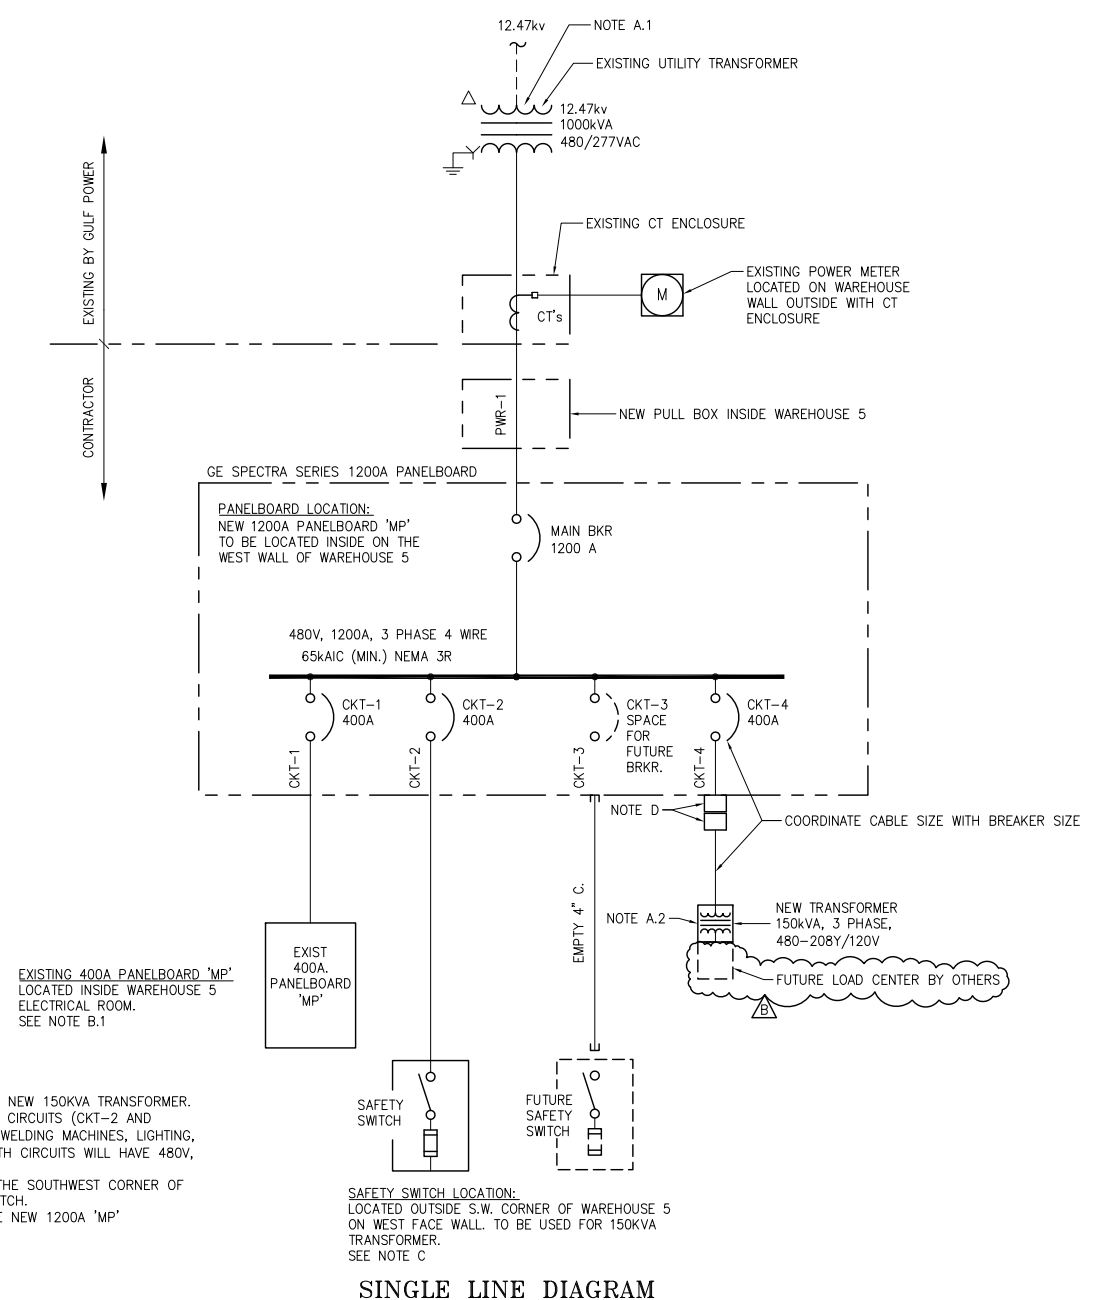 12.47kv
NOTE A.1
EXISTING UTILITY TRANSFORMER
12.47kv
1000kVA
480/277VAC
EXISTING BY GULF POWER
CONTRACTOR
EXISTING CT ENCLOSURE
CT's
M
EXISTING POWER METER
LOCATED ON WAREHOUSE
WALL OUTSIDE WITH CT
ENCLOSURE
PWR-1
NEW PULL BOX INSIDE WAREHOUSE 5
GE SPECTRA SERIES 1200A PANELBOARD
PANELBOARD LOCATION:
NEW 1200A PANELBOARD 'MP'
TO BE LOCATED INSIDE ON THE
WEST WALL OF WAREHOUSE 5
MAIN BKR
1200 A
480V, 1200A, 3 PHASE 4 WIRE
65kAIC (MIN.) NEMA 3R
CKT-1
400A
CKT-1
CKT-2
400A
CKT-2
CKT-3
SPACE
FOR
FUTURE
BRKR.
CKT-3
CKT-4
400A
CKT-4
NOTE D
COORDINATE CABLE SIZE WITH BREAKER SIZE
EMPTY 4" C.
NOTE A.2
NEW TRANSFORMER
150kVA, 3 PHASE,
480-208Y/120V
FUTURE LOAD CENTER BY OTHERS
B
EXIST
400A.
PANELBOARD
'MP'
EXISTING 400A PANELBOARD 'MP'
LOCATED INSIDE WAREHOUSE 5
ELECTRICAL ROOM.
SEE NOTE B.1
SAFETY
SWITCH
FUTURE
SAFETY
SWITCH
NEW 150KVA TRANSFORMER.
CIRCUITS (CKT-2 AND
WELDING MACHINES, LIGHTING,
TH CIRCUITS WILL HAVE 480V,
THE SOUTHWEST CORNER OF
TCH.
E NEW 1200A 'MP'
SAFETY SWITCH LOCATION:
LOCATED OUTSIDE S.W. CORNER OF WAREHOUSE 5
ON WEST FACE WALL. TO BE USED FOR 150KVA
TRANSFORMER.
SEE NOTE C
SINGLE LINE DIAGRAM